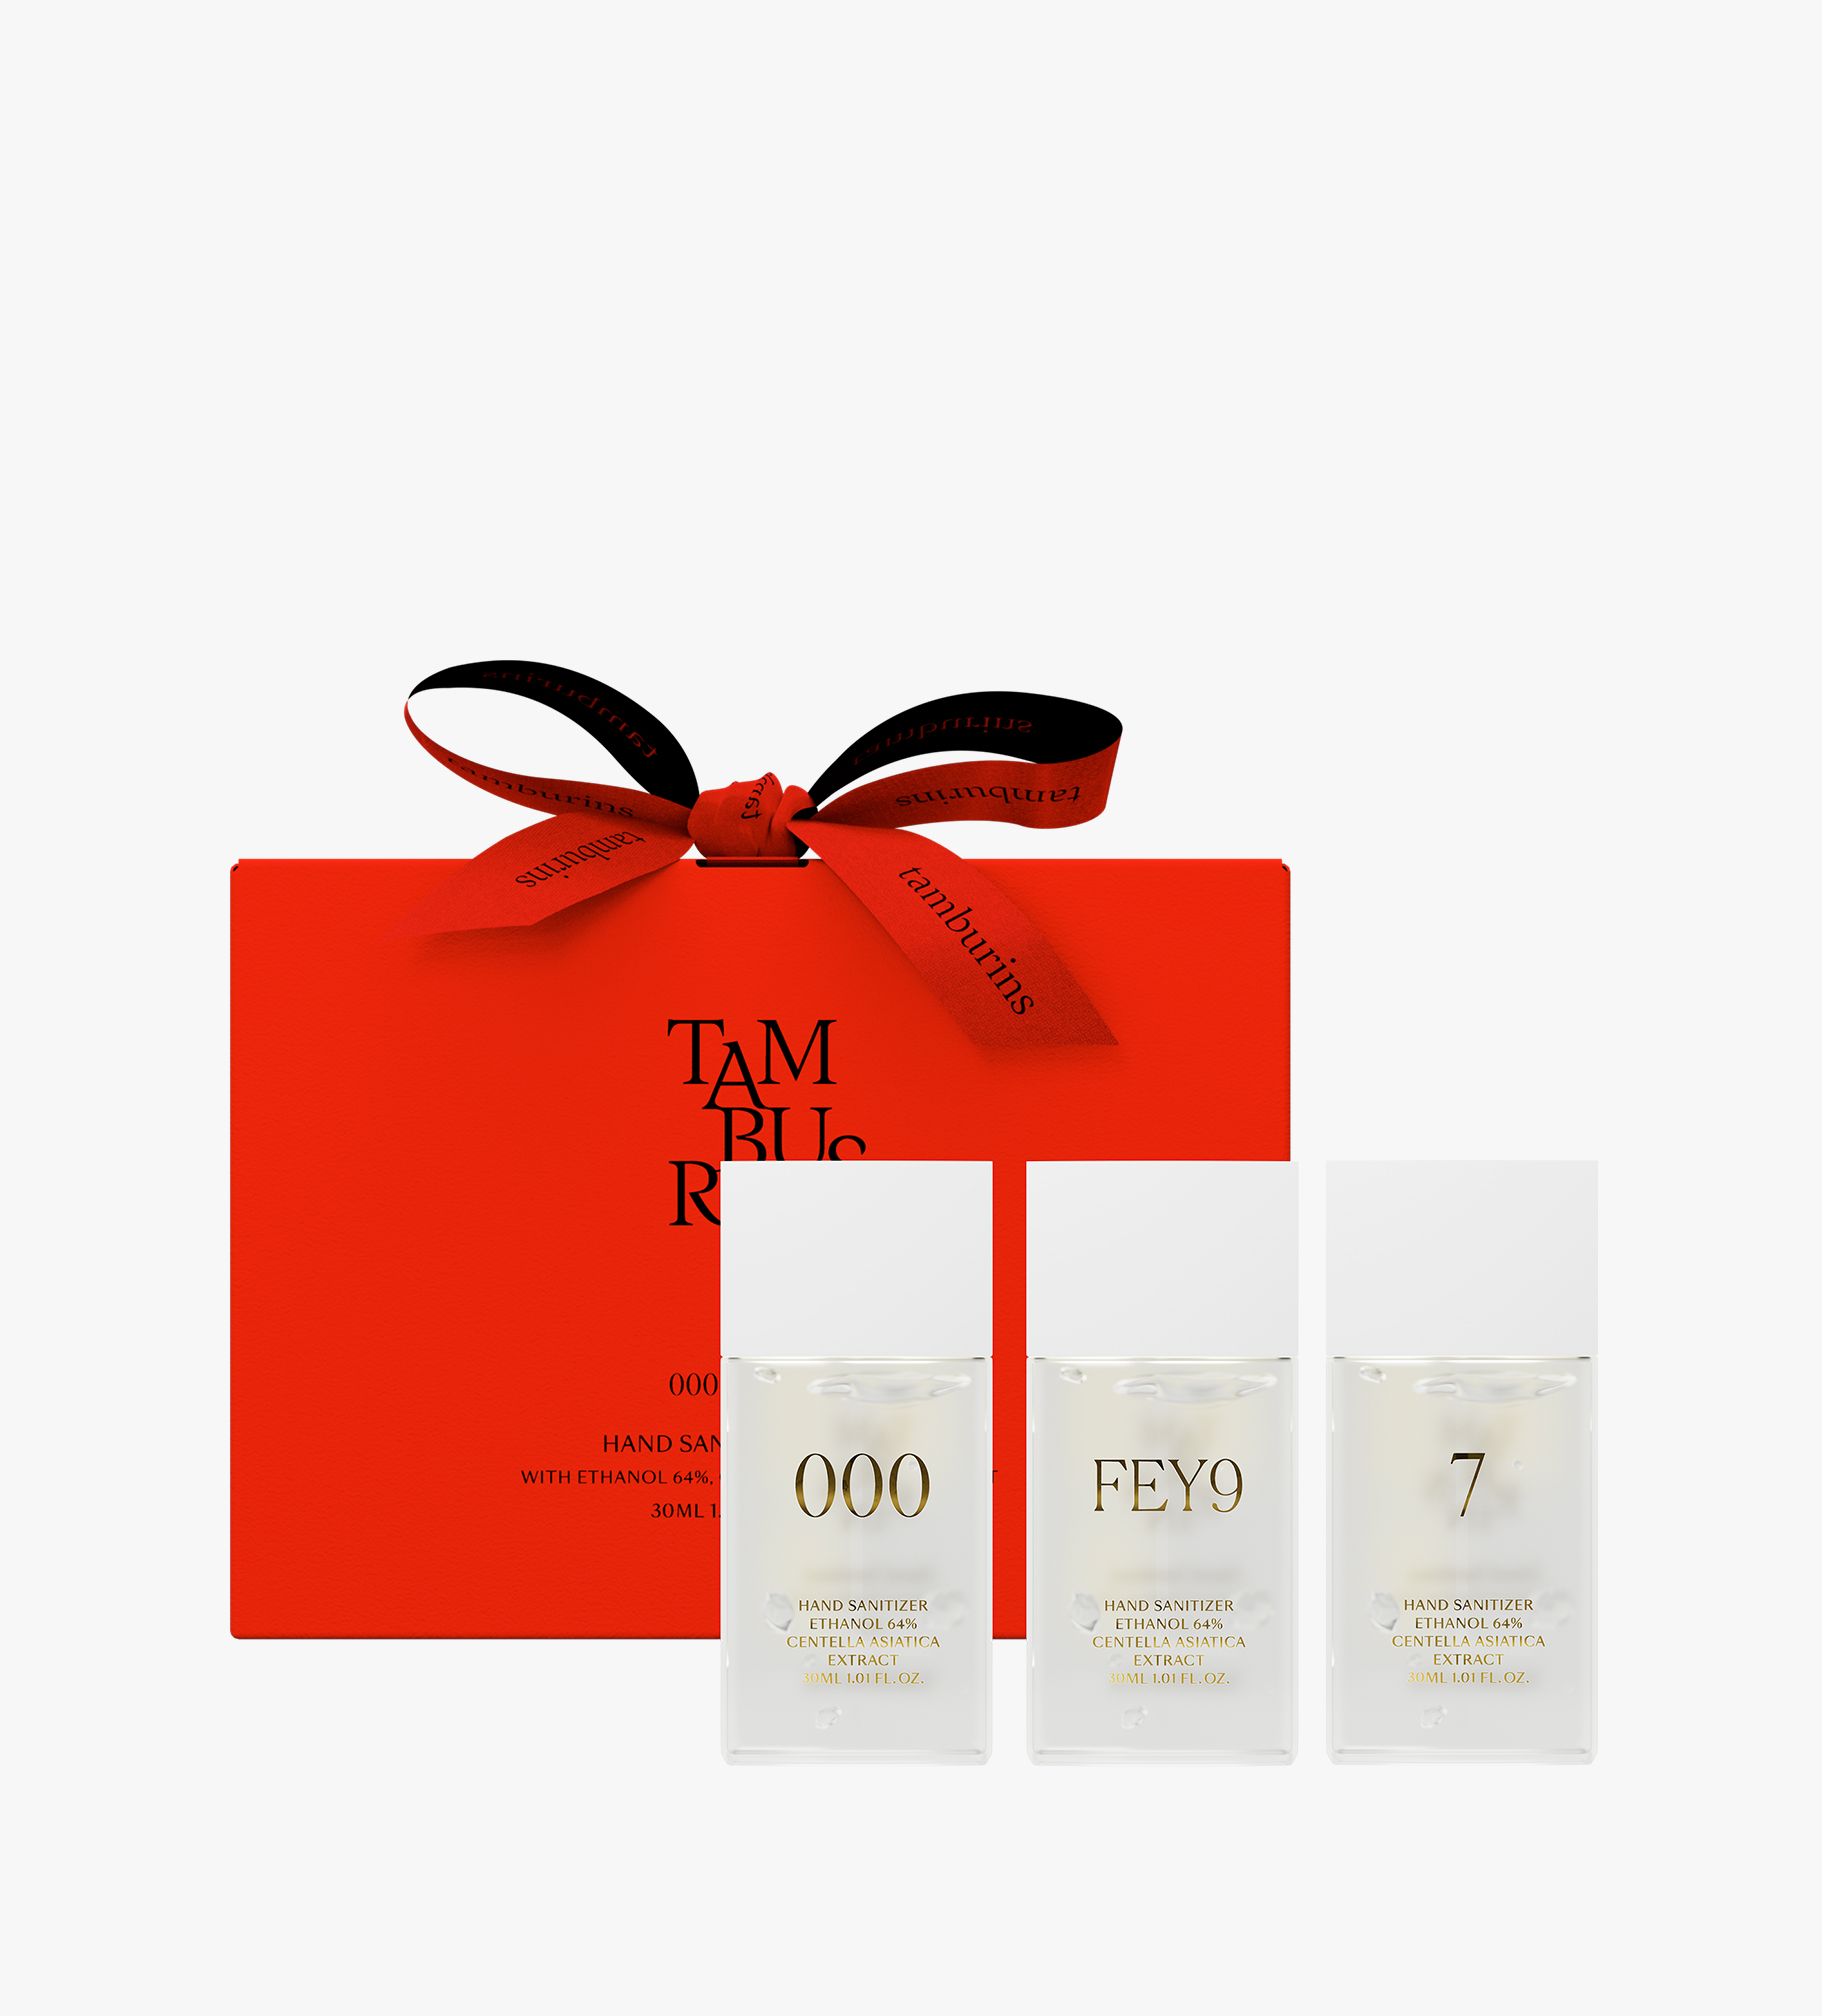 tamburins
tamburins
tamburins
tamburins
tamburins
tamburins
TAM
BUS
R
000
HAND SAN
WITH ETHANOL 64%,
30ML 1.
000
HAND SANITIZER
ETHANOL 64%
CENTELLA ASIATICA
EXTRACT
30ML 1.01 FL. OZ.
FEY9
HAND SANITIZER
ETHANOL 64%
CENTELLA ASIATICA
EXTRACT
30ML 1.01 FL. OZ.
7
HAND SANITIZER
ETHANOL 64%
CENTELLA ASIATICA
EXTRACT
30ML 1.01 FL. OZ.